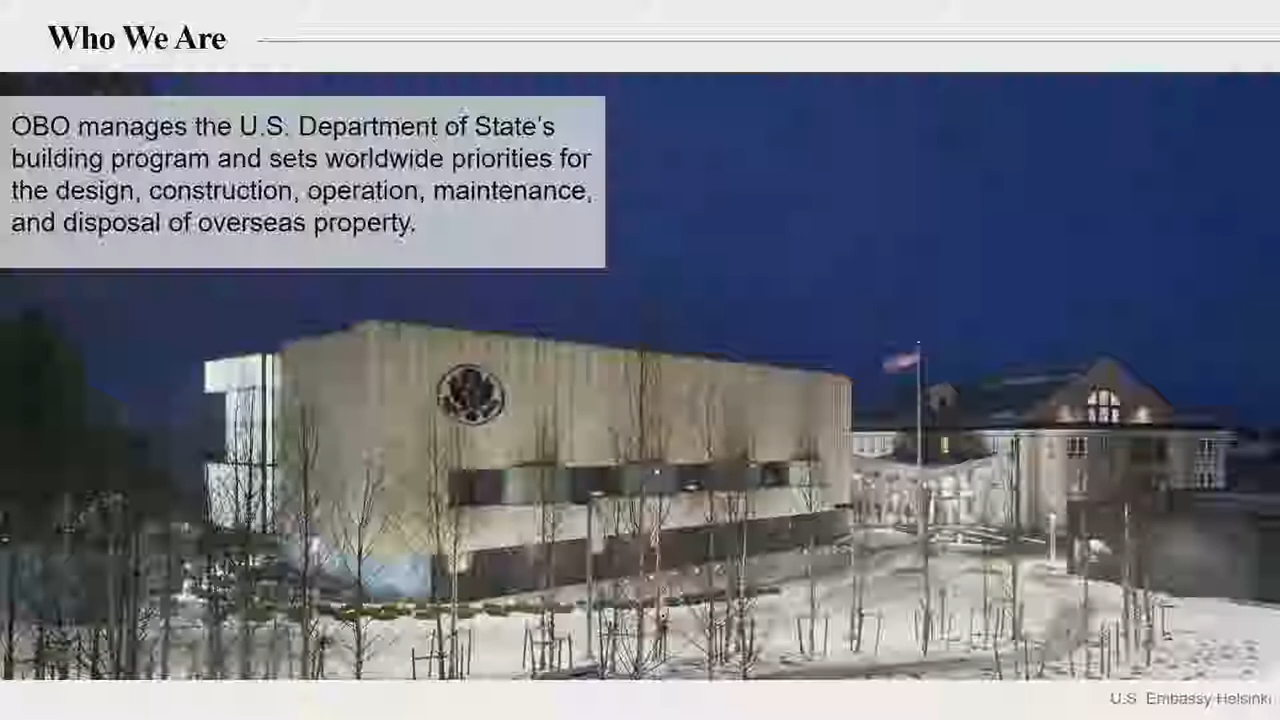 Who We Are
OBO manages the U.S. Department of State's
building program and sets worldwide priorities for
the design, construction, operation, maintenance,
and disposal of overseas property.
U.S. Embassy Helsinki